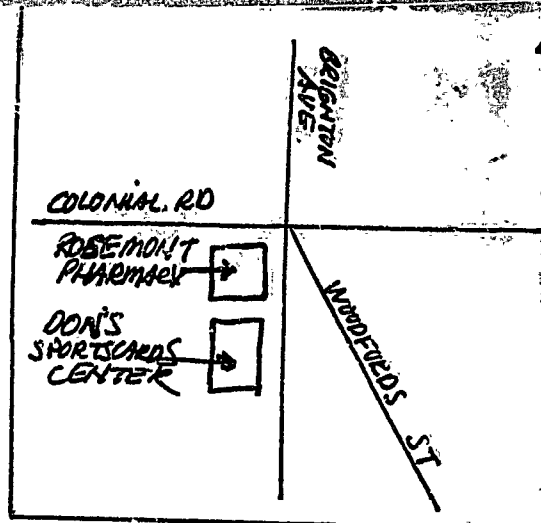 BRIGHTON
AVE.
COLONIAL RD
ROSEMONT
PHARMACY
DON'S
SPORTSCARDS
CENTER
WOODFORDS ST